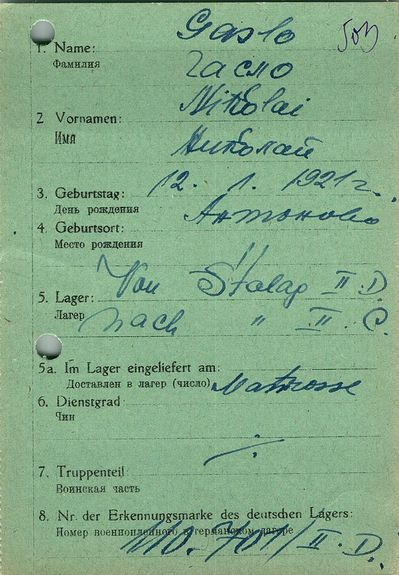 Gaslo
1. Name:
Фамилия
Гасло
Nikolai
2 Vornamen:
Имя
Николай
3. Geburtstag: 12. 1. 1921 г.
День рождения
Антоново
4. Geburtsort:
Место рождения
Von Stalag II. D.
5. Lager:
Лагерь
nach " II. C.
5a. Im Lager eingeliefert am:
Доставлен в лагерь (число)
Matrosse
6. Dienstgrad:
Чин
7. Truppenteil:
Воинская часть
8. Nr. der Erkennungsmarke des deutschen Lagers:
Номер военнопленного в германском лагере
110. 701/II. D.